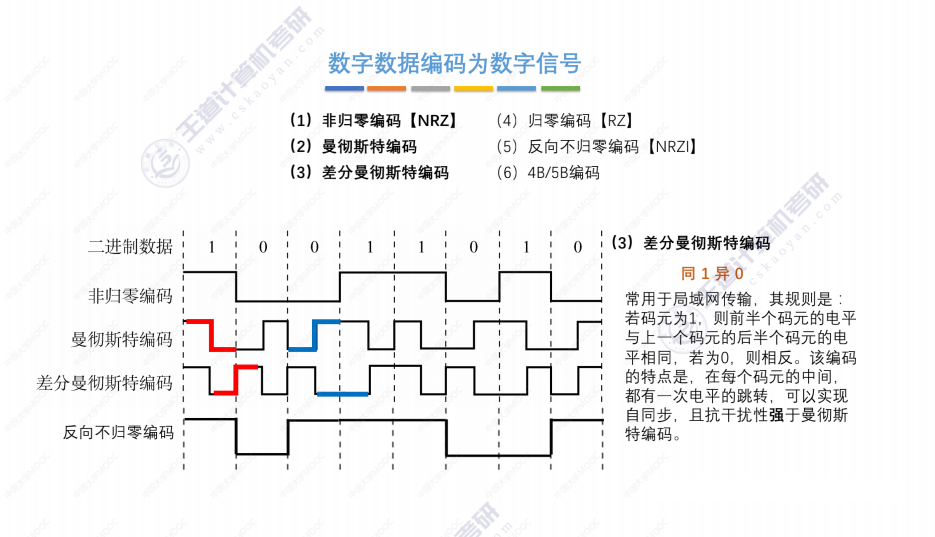 数字数据编码为数字信号
（1）非归零编码【NRZ】
（2）曼彻斯特编码
（3）差分曼彻斯特编码
（4）归零编码【RZ】
（5）反向不归零编码【NRZI】
（6）4B/5B编码
二进制数据 1 0 0 1 1 0 1 0
非归零编码
曼彻斯特编码
差分曼彻斯特编码
反向不归零编码
（3）差分曼彻斯特编码
同1异0
常用于局域网传输，其规则是：
若码元为1，则前半个码元的电平
与上一个码元的后半个码元的电
平相同，若为0，则相反。该编码
的特点是，在每个码元的中间，
都有一次电平的跳转，可以实现
自同步，且抗干扰性强于曼彻斯
特编码。
王道计算机考研
www.cskaoyan.com
王道计算机考研
cskaoyan.com